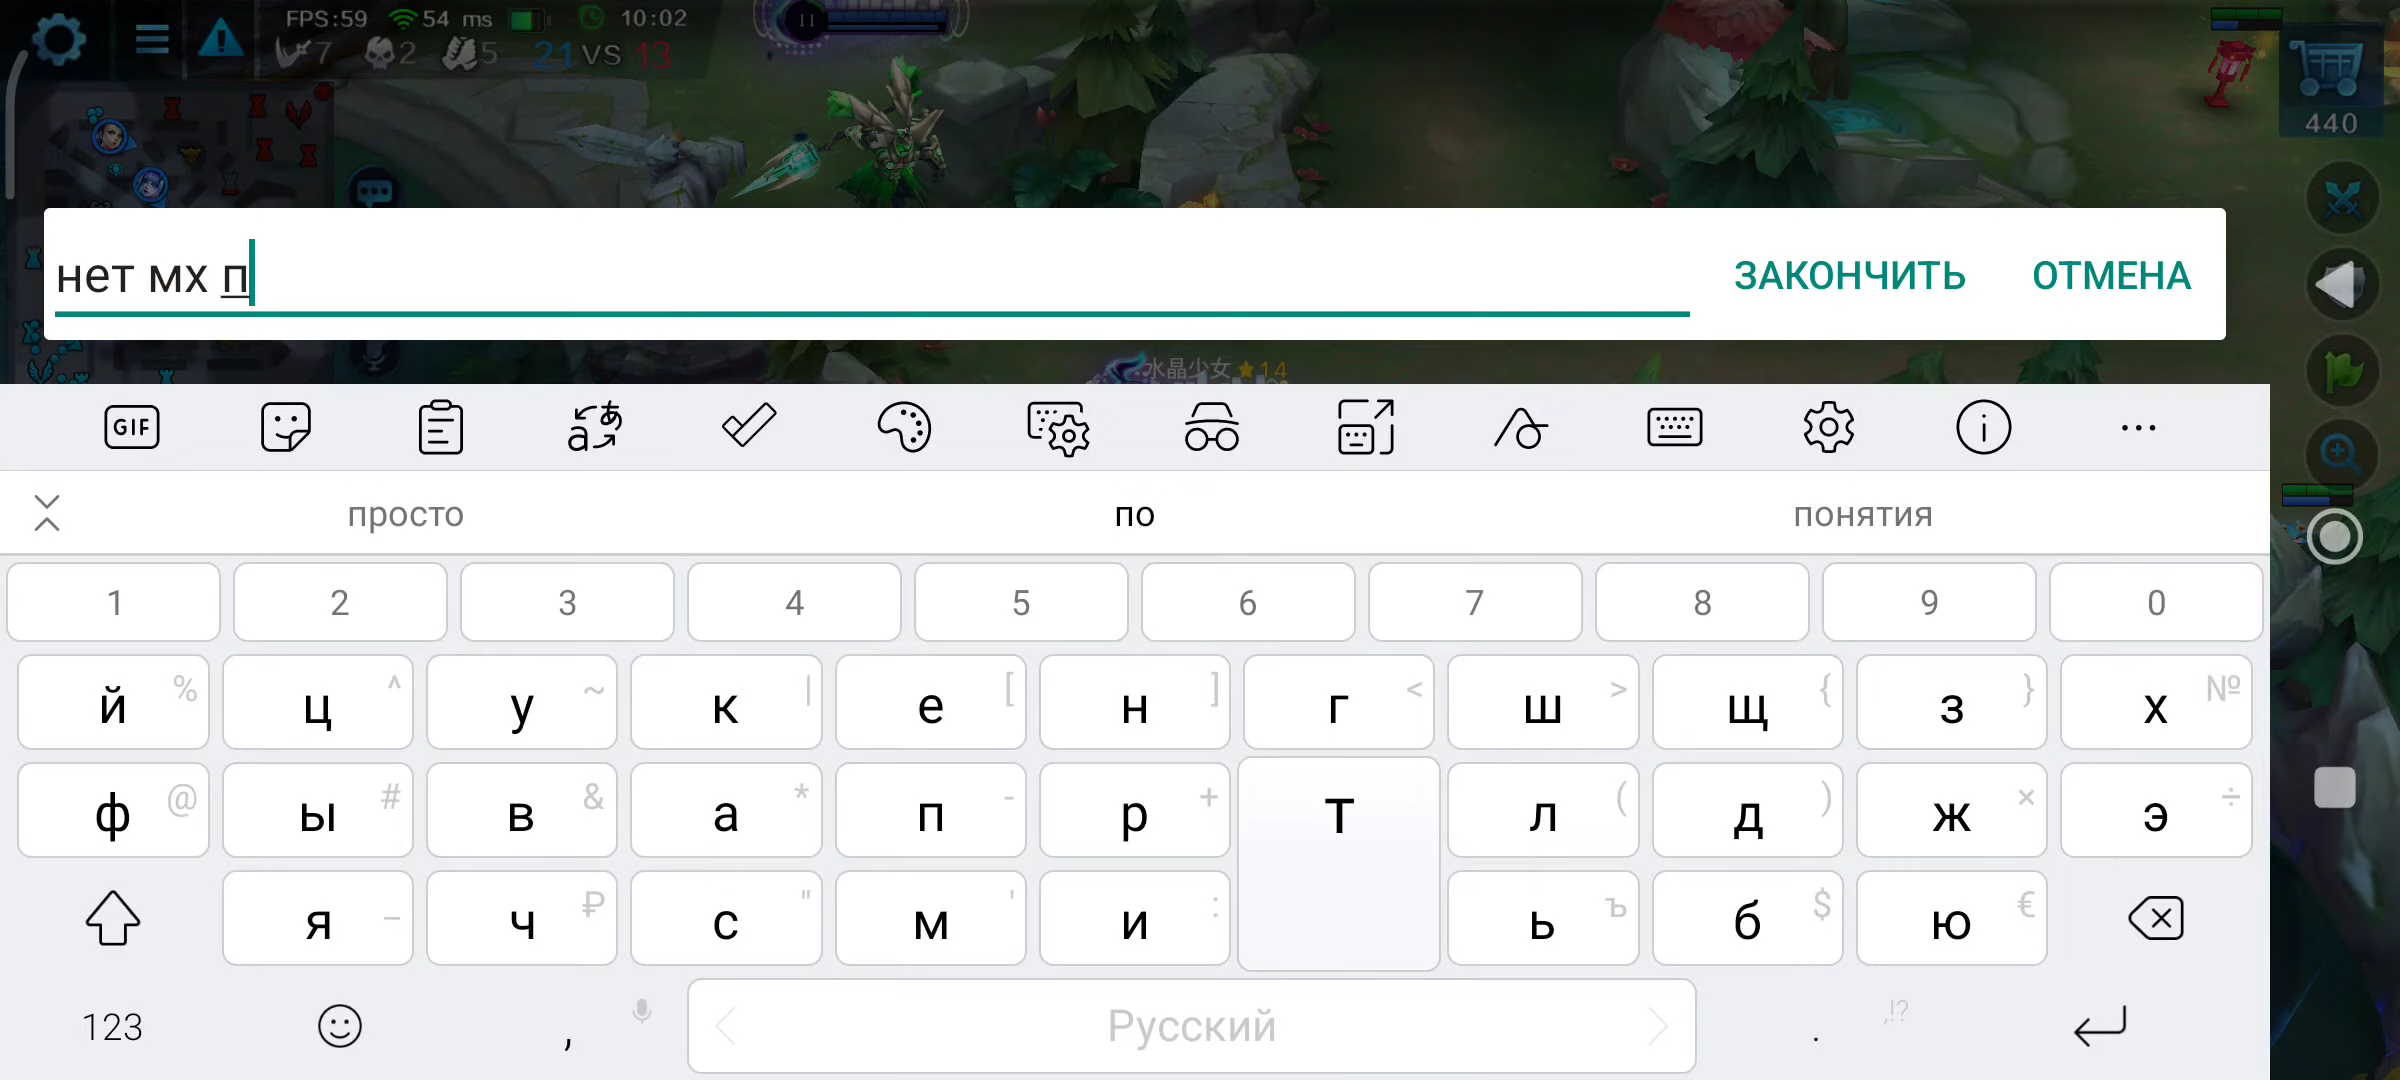 FPS:59 54 ms 10:02
7 2 5 21 VS 13
11
440
нет мх п
ЗАКОНЧИТЬ ОТМЕНА
水晶少女 14
GIF
просто по понятия
1 2 3 4 5 6 7 8 9 0
й % ц ^ у ~ к | е [ н ] г < ш > щ { з } х №
ф @ ы # в & а * п - р + т л ( д ) ж × э ÷
я _ ч ₽ с " м ' и : ь ъ б $ ю €
123 , Русский . ,!?